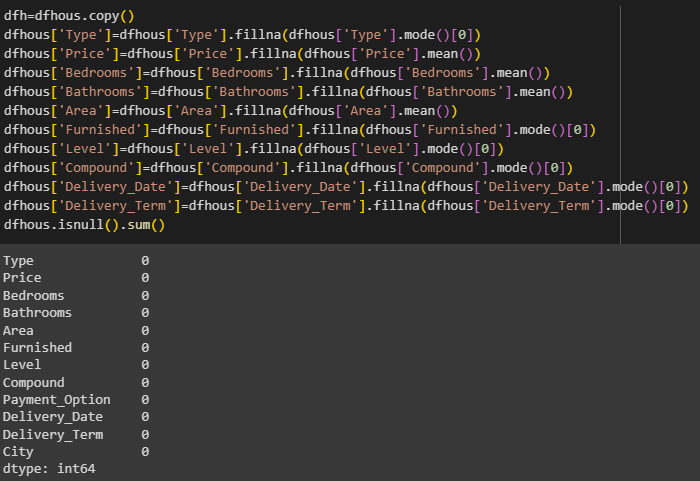 dfh=dfhous.copy()
dfhous['Type']=dfhous['Type'].fillna(dfhous['Type'].mode()[0])
dfhous['Price']=dfhous['Price'].fillna(dfhous['Price'].mean())
dfhous['Bedrooms']=dfhous['Bedrooms'].fillna(dfhous['Bedrooms'].mean())
dfhous['Bathrooms']=dfhous['Bathrooms'].fillna(dfhous['Bathrooms'].mean())
dfhous['Area']=dfhous['Area'].fillna(dfhous['Area'].mean())
dfhous['Furnished']=dfhous['Furnished'].fillna(dfhous['Furnished'].mode()[0])
dfhous['Level']=dfhous['Level'].fillna(dfhous['Level'].mode()[0])
dfhous['Compound']=dfhous['Compound'].fillna(dfhous['Compound'].mode()[0])
dfhous['Delivery_Date']=dfhous['Delivery_Date'].fillna(dfhous['Delivery_Date'].mode()[0])
dfhous['Delivery_Term']=dfhous['Delivery_Term'].fillna(dfhous['Delivery_Term'].mode()[0])
dfhous.isnull().sum()
Type 0
Price 0
Bedrooms 0
Bathrooms 0
Area 0
Furnished 0
Level 0
Compound 0
Payment_Option 0
Delivery_Date 0
Delivery_Term 0
City 0
dtype: int64